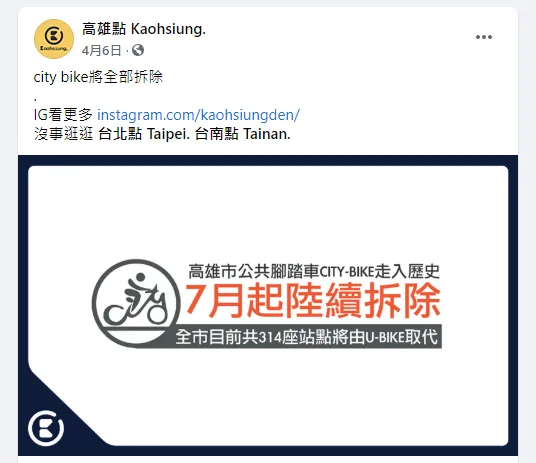 高雄點 Kaohsiung.
Kaohsiung.
4月6日
city bike將全部拆除
.
IG看更多 instagram.com/kaohsiungden/
沒事逛逛 台北點 Taipei. 台南點 Tainan.
高雄市公共腳踏車CITY-BIKE走入歷史
7月起陸續拆除
全市目前共314座站點將由U-BIKE取代